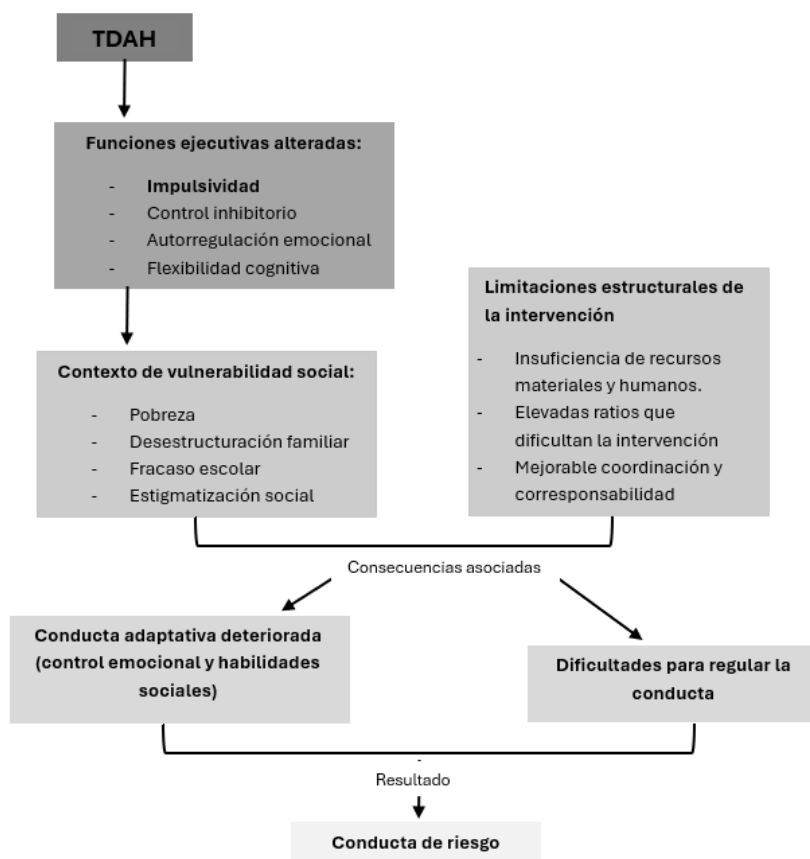 TDAH
Funciones ejecutivas alteradas:
- Impulsividad
- Control inhibitorio
- Autorregulación emocional
- Flexibilidad cognitiva
Contexto de vulnerabilidad social:
- Pobreza
- Desestructuración familiar
- Fracaso escolar
- Estigmatización social
Limitaciones estructurales de
la intervención
- Insuficiencia de recursos
materiales y humanos.
- Elevadas ratios que
dificultan la intervención
- Mejorable coordinación y
corresponsabilidad
Consecuencias asociadas
Conducta adaptativa deteriorada
(control emocional y habilidades
sociales)
Dificultades para regular la
conducta
Resultado
Conducta de riesgo